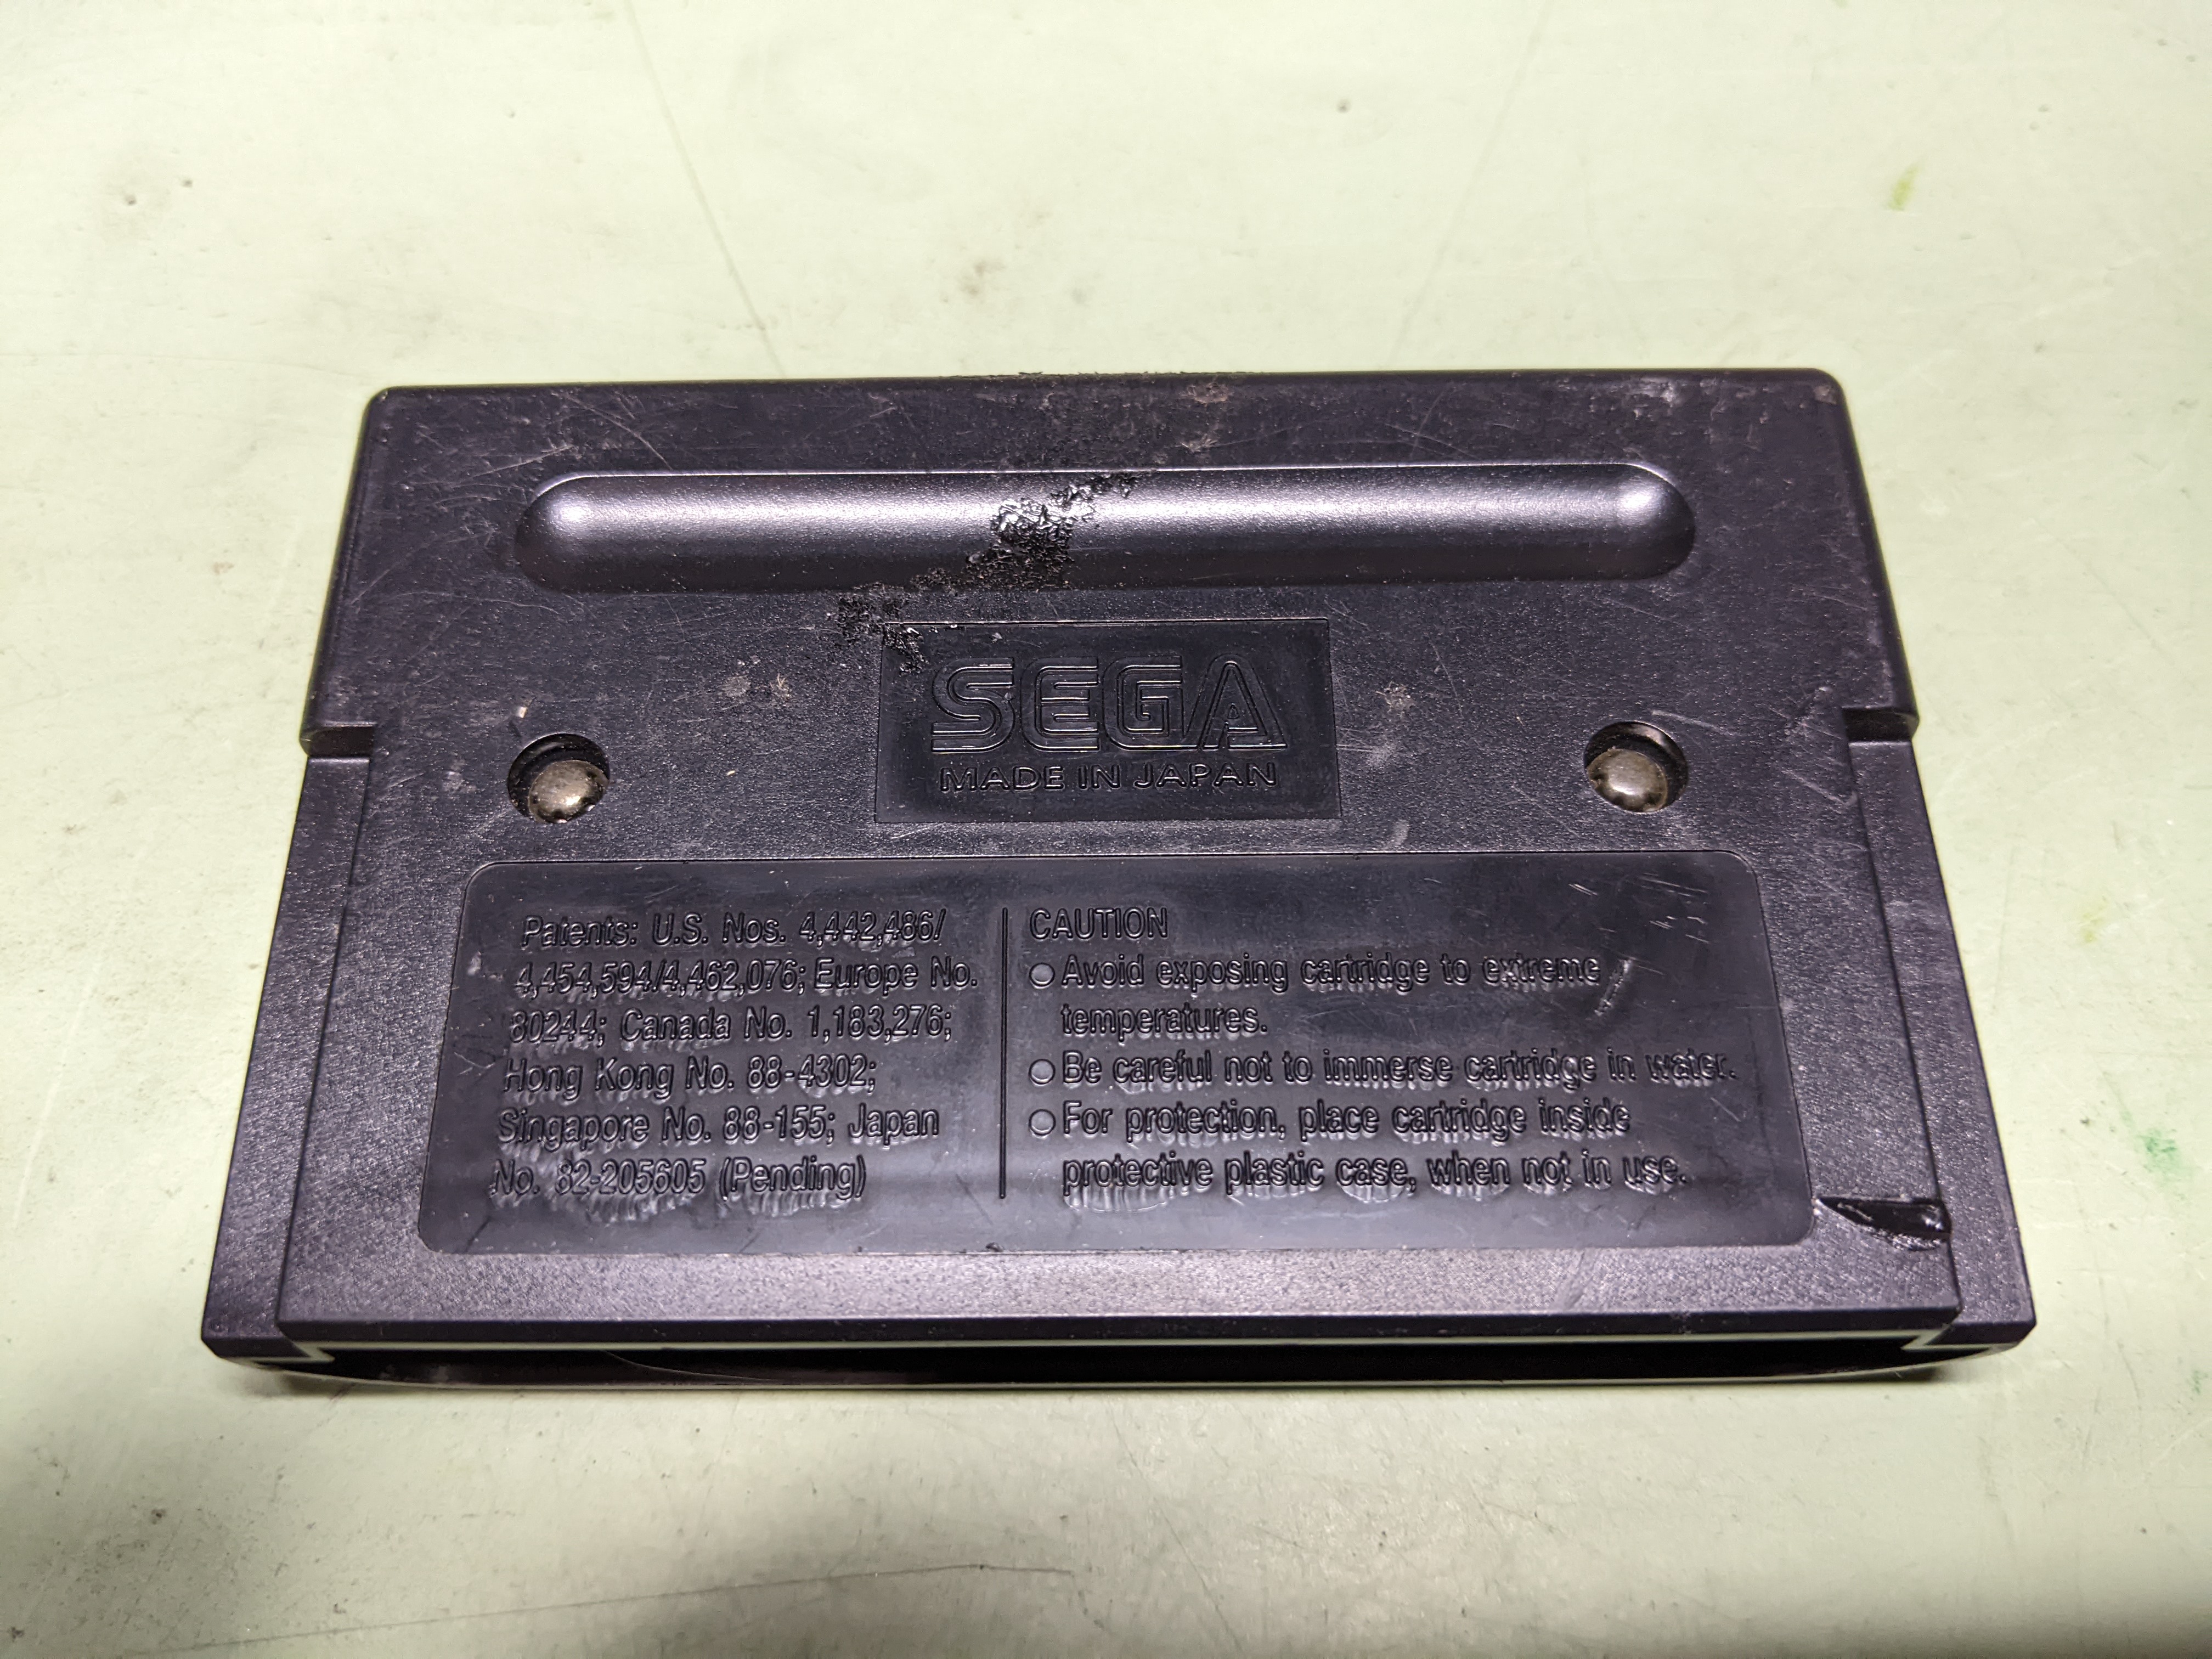 SEGA
MADE IN JAPAN
Patents: U.S. Nos. 4,442,486/
4,454,594/4,462,076; Europe No.
80244; Canada No. 1,183,276;
Hong Kong No. 88-4302;
Singapore No. 88-155; Japan
No. 82-205605 (Pending)
CAUTION
○ Avoid exposing cartridge to extreme
temperatures.
○ Be careful not to immerse cartridge in water.
○ For protection, place cartridge inside
protective plastic case, when not in use.